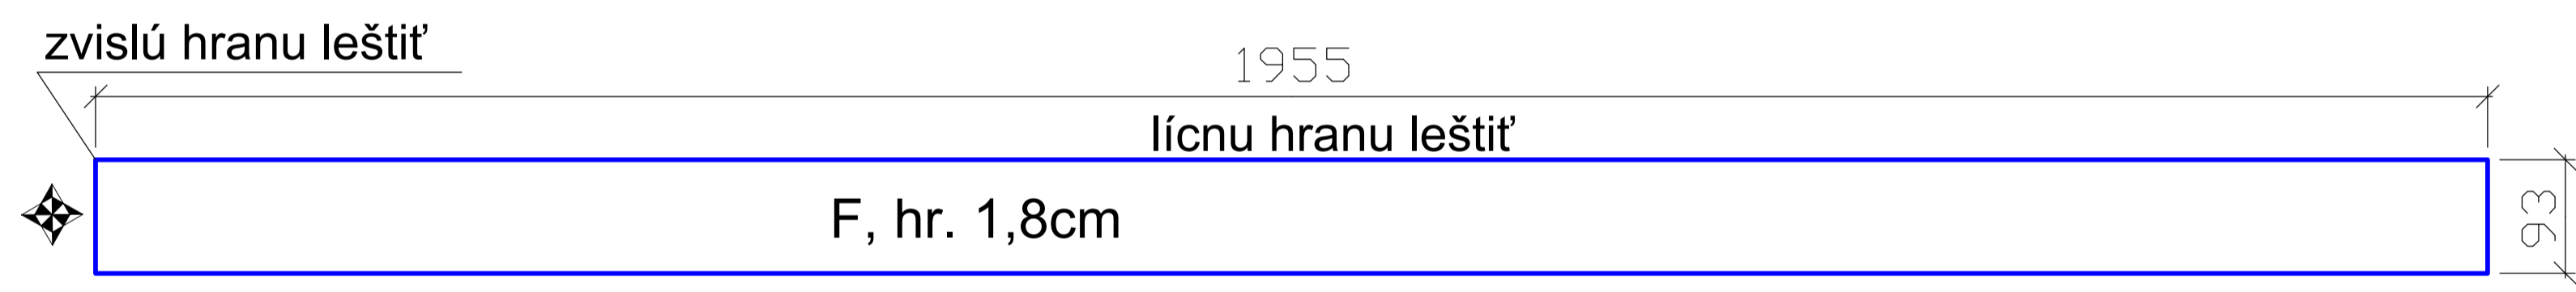 zvislú hranu leštiť
1955
lícnu hranu leštiť
F, hr. 1,8cm
93